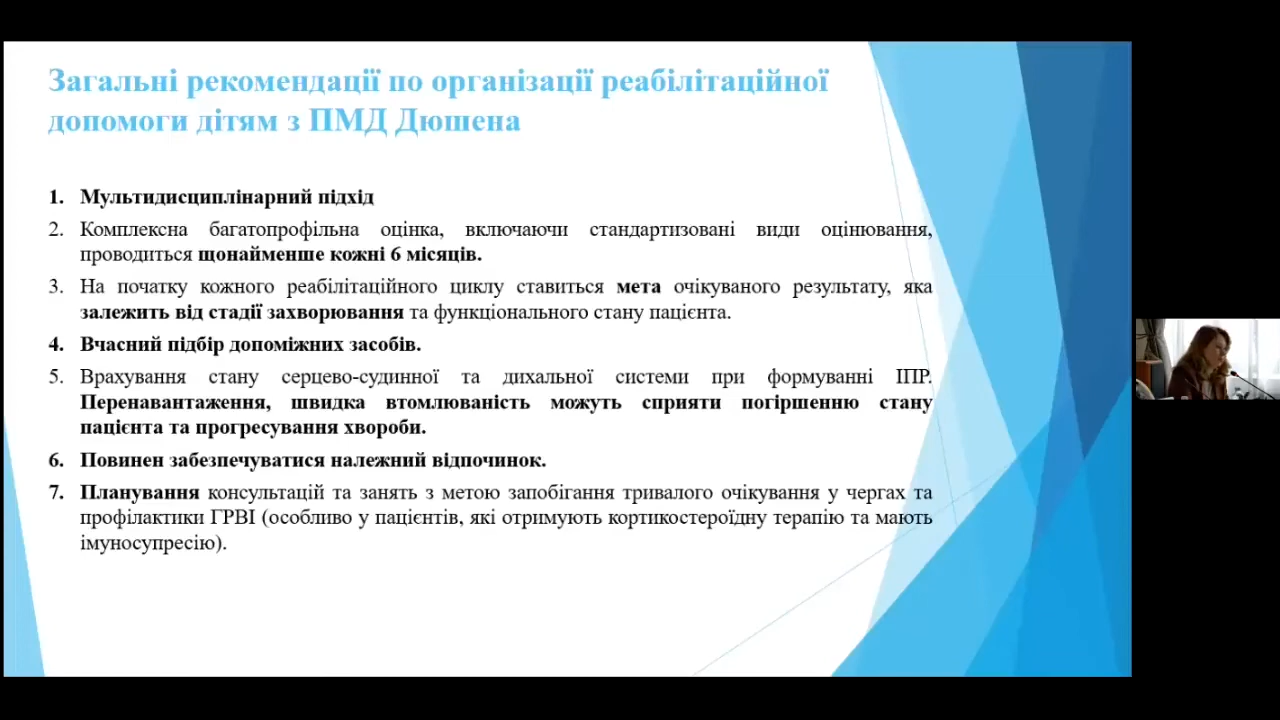 Загальні рекомендації по організації реабілітаційної
допомоги дітям з ПМД Дюшена
1. Мультидисциплінарний підхід
2. Комплексна багатопрофільна оцінка, включаючи стандартизовані види оцінювання,
проводиться щонайменше кожні 6 місяців.
3. На початку кожного реабілітаційного циклу ставиться мета очікуваного результату, яка
залежить від стадії захворювання та функціонального стану пацієнта.
4. Вчасний підбір допоміжних засобів.
5. Врахування стану серцево-судинної та дихальної системи при формуванні ІПР.
Перенавантаження, швидка втомлюваність можуть сприяти погіршенню стану
пацієнта та прогресування хвороби.
6. Повинен забезпечуватися належний відпочинок.
7. Планування консультацій та занять з метою запобігання тривалого очікування у чергах та
профілактики ГРВІ (особливо у пацієнтів, які отримують кортикостероїдну терапію та мають
імуносупресію).